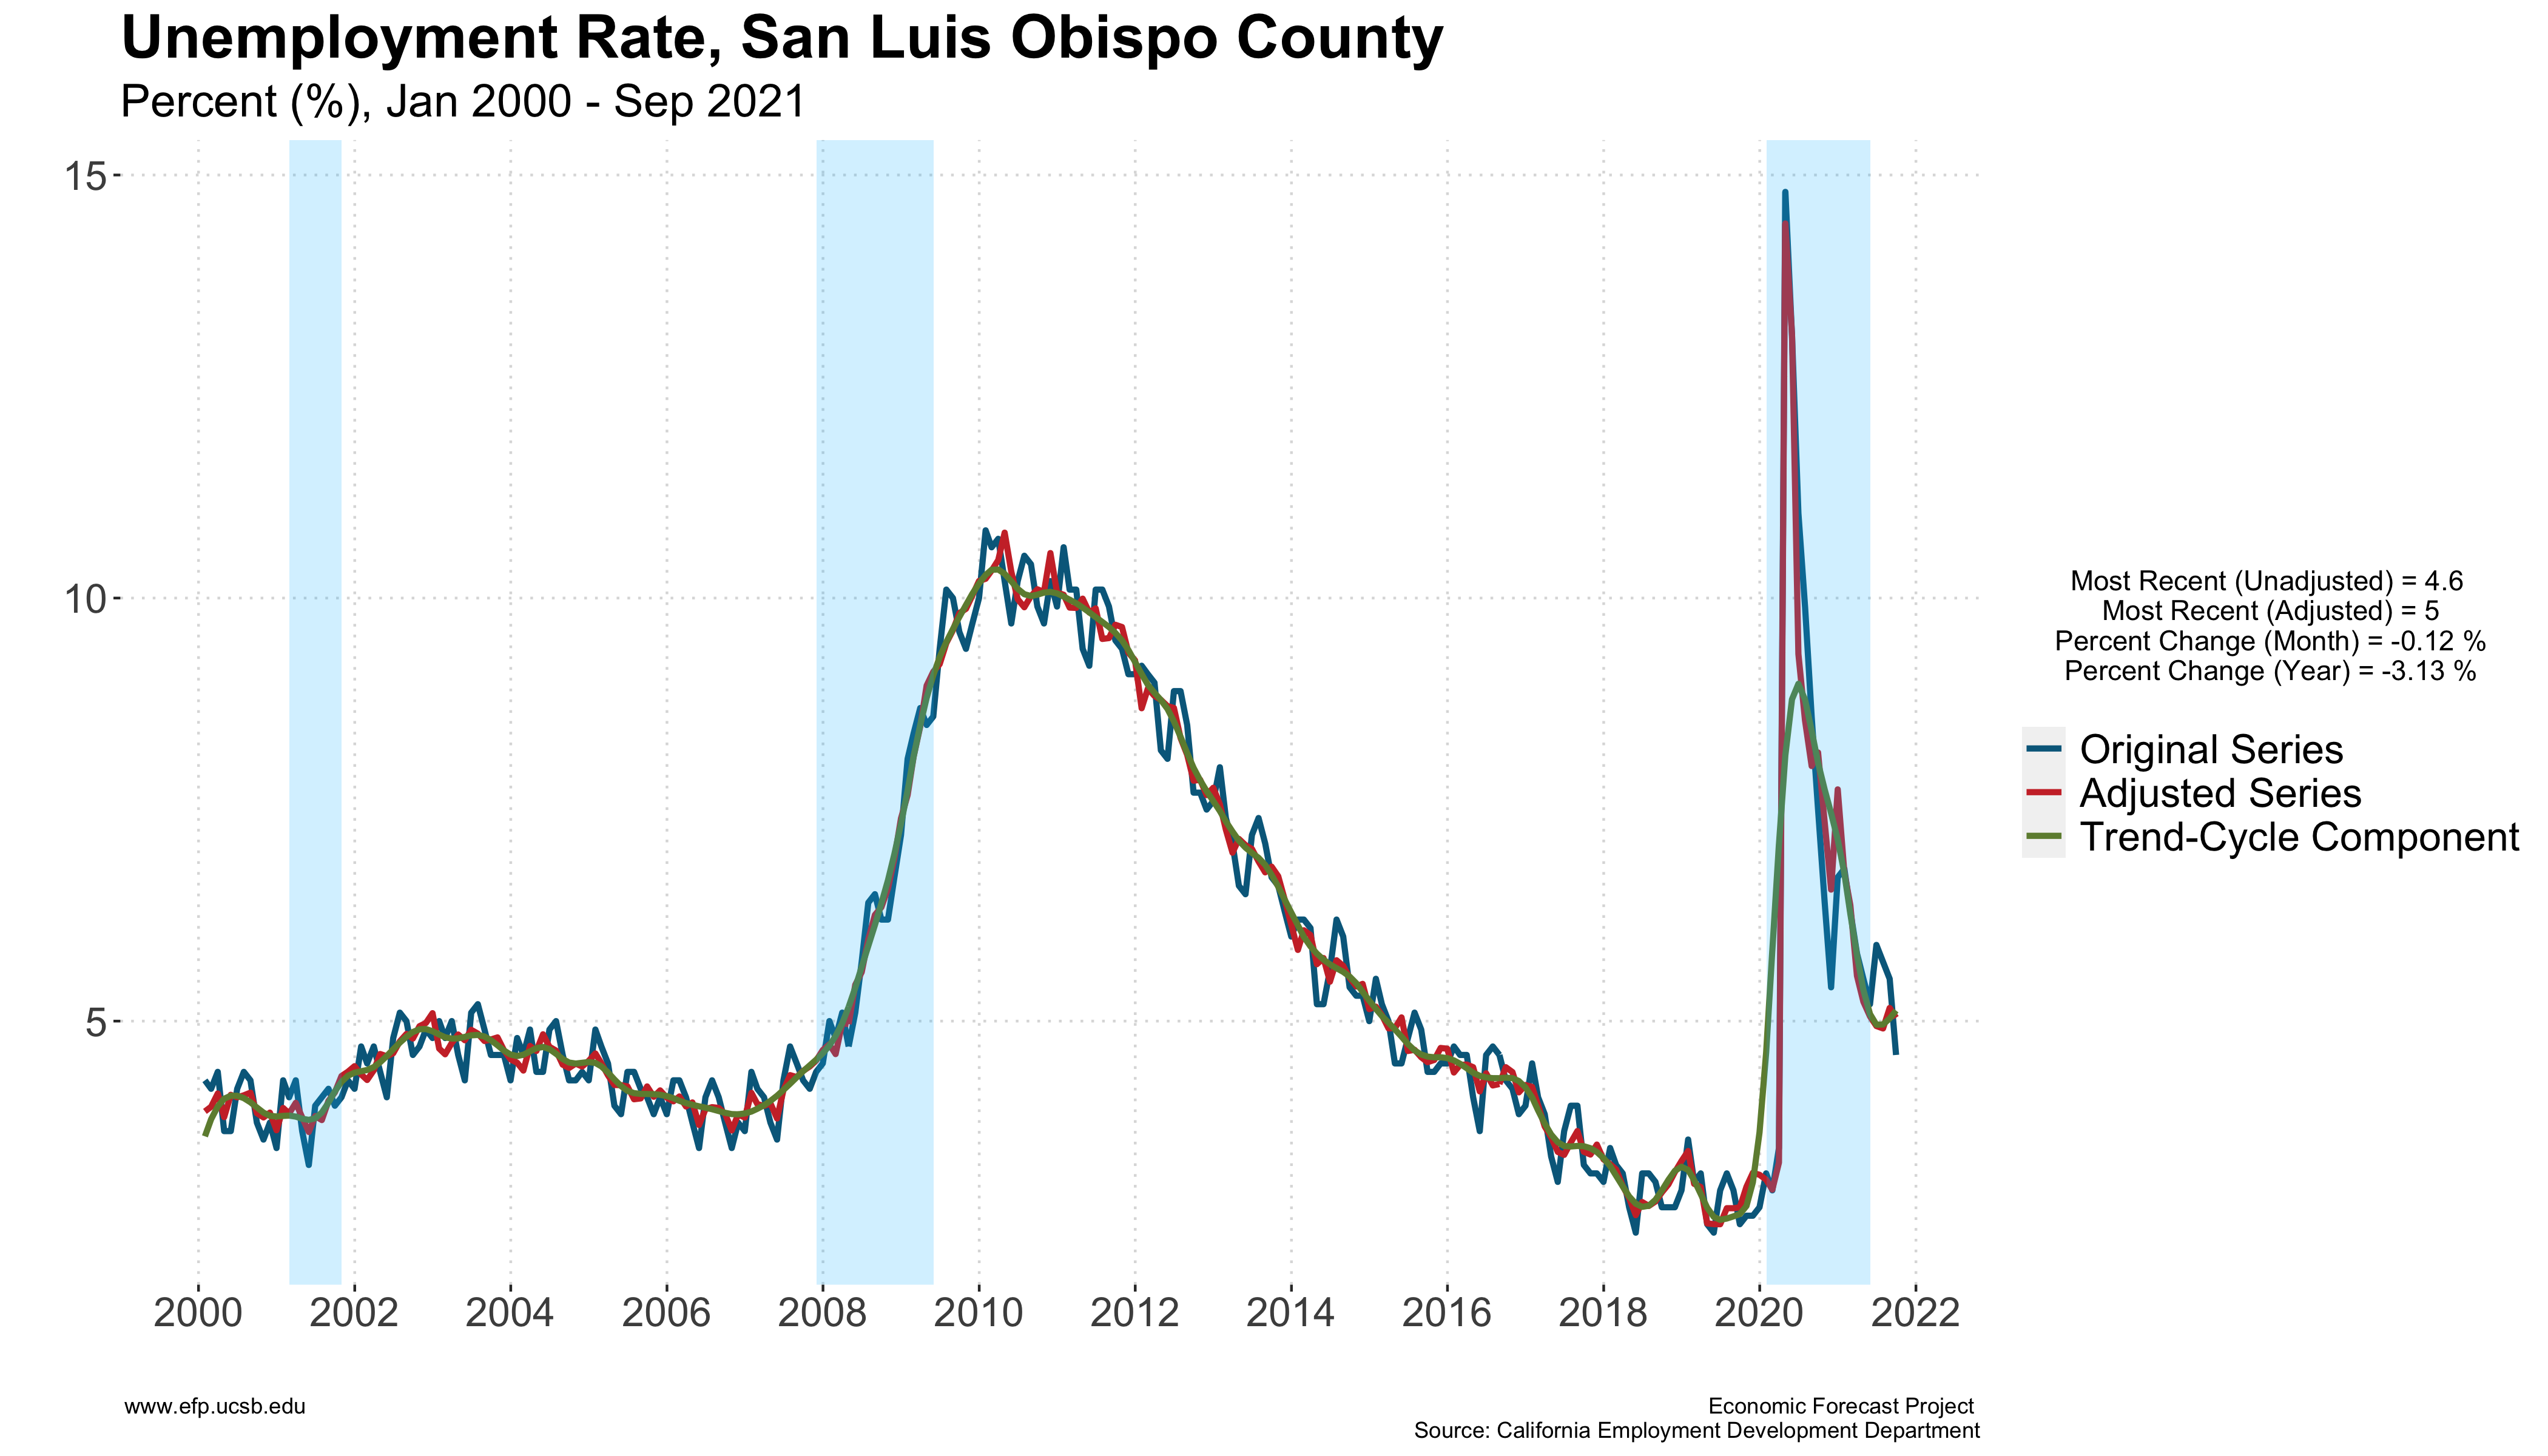 Unemployment Rate, San Luis Obispo County
Percent (%), Jan 2000 - Sep 2021
15
10
5
2000 2002 2004 2006 2008 2010 2012 2014 2016 2018 2020 2022
Most Recent (Unadjusted) = 4.6
Most Recent (Adjusted) = 5
Percent Change (Month) = -0.12 %
Percent Change (Year) = -3.13 %
Original Series
Adjusted Series
Trend-Cycle Component
www.efp.ucsb.edu
Economic Forecast Project
Source: California Employment Development Department